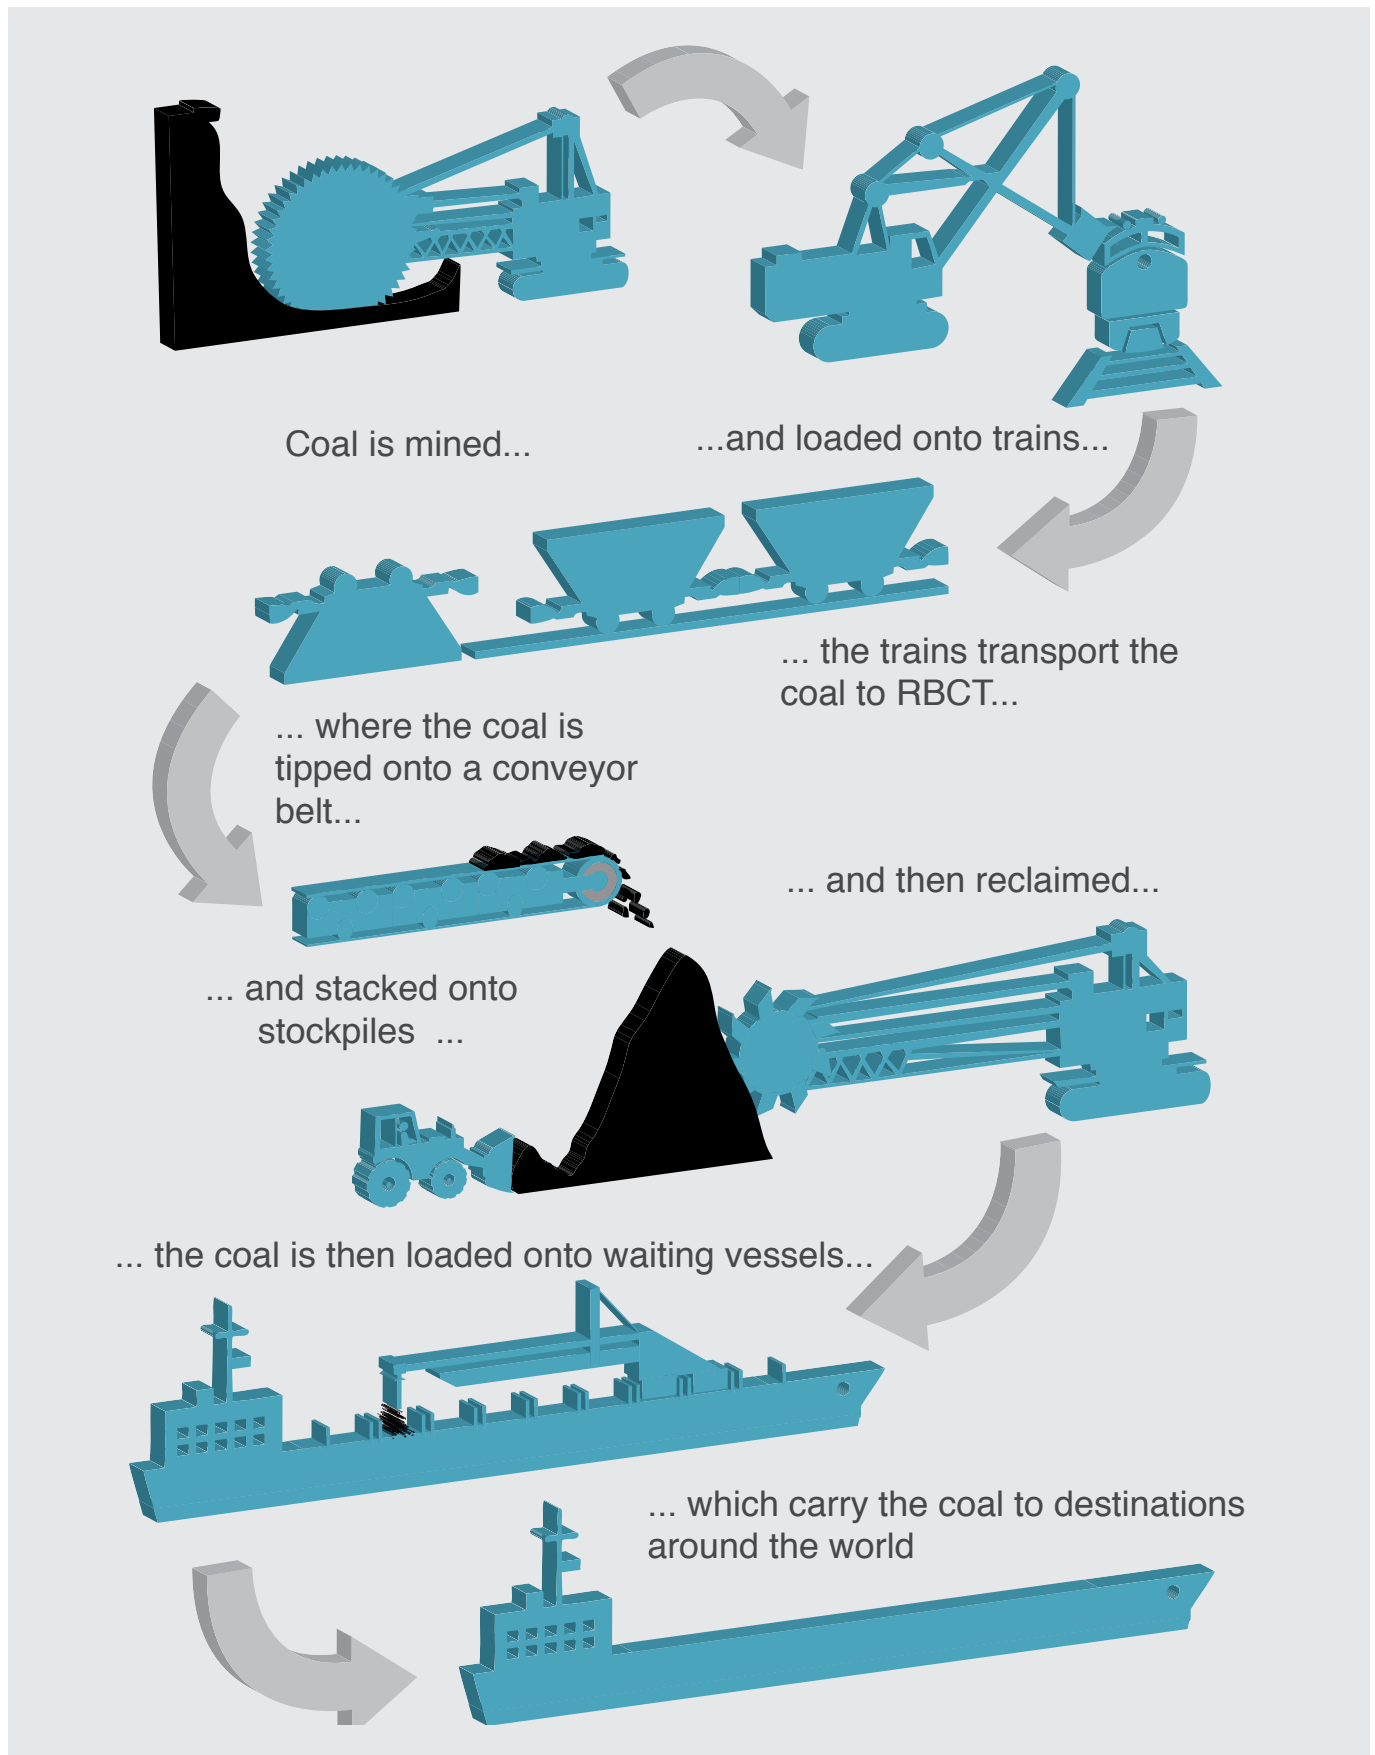 Coal is mined...
...and loaded onto trains...
... the trains transport the
coal to RBCT...
... where the coal is
tipped onto a conveyor
belt...
... and stacked onto
stockpiles ...
... and then reclaimed...
... the coal is then loaded onto waiting vessels...
... which carry the coal to destinations
around the world